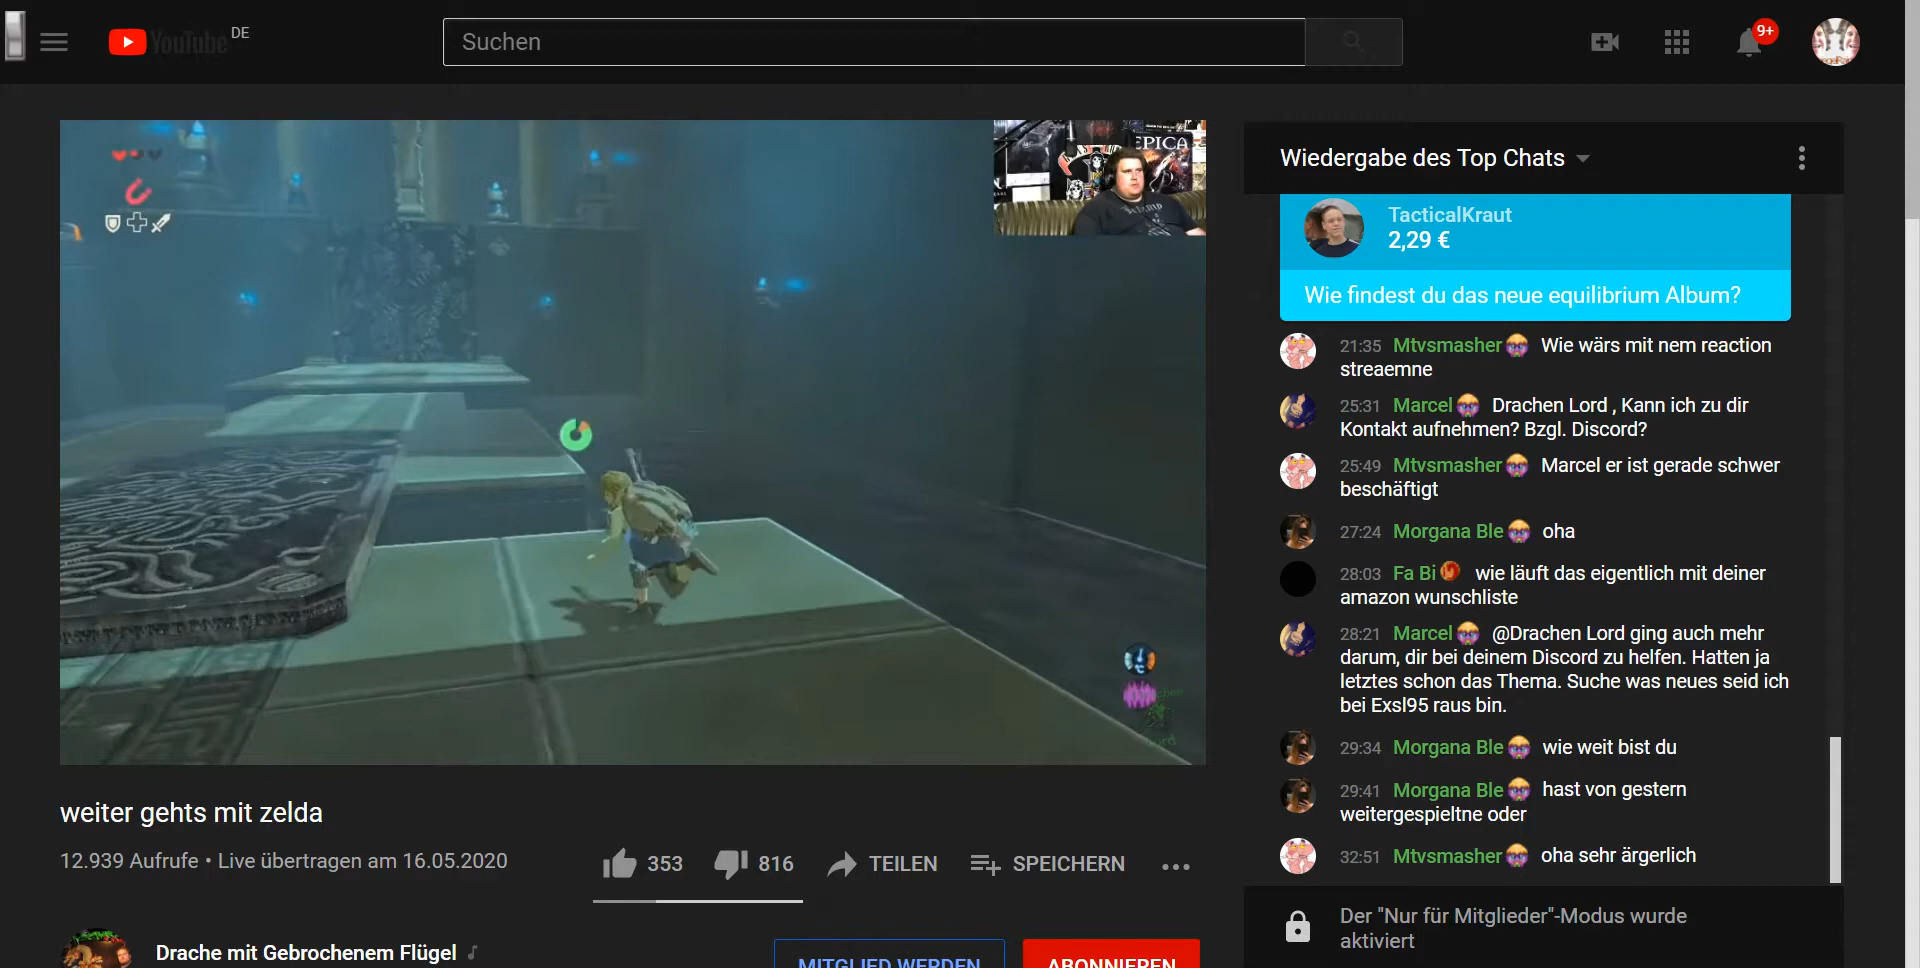 YouTube DE
Suchen
9+
EPICA
Wiedergabe des Top Chats
TacticalKraut
2,29 €
Wie findest du das neue equilibrium Album?
21:35 Mtvsmasher Wie wärs mit nem reaction
streaemne
25:31 Marcel Drachen Lord , Kann ich zu dir
Kontakt aufnehmen? Bzgl. Discord?
25:49 Mtvsmasher Marcel er ist gerade schwer
beschäftigt
27:24 Morgana Ble oha
28:03 Fa Bi wie läuft das eigentlich mit deiner
amazon wunschliste
28:21 Marcel @Drachen Lord ging auch mehr
darum, dir bei deinem Discord zu helfen. Hatten ja
letztes schon das Thema. Suche was neues seid ich
bei Exsl95 raus bin.
29:34 Morgana Ble wie weit bist du
29:41 Morgana Ble hast von gestern
weitergespieltne oder
32:51 Mtvsmasher oha sehr ärgerlich
Der "Nur für Mitglieder"-Modus wurde
aktiviert
weiter gehts mit zelda
12.939 Aufrufe • Live übertragen am 16.05.2020
353 816 TEILEN SPEICHERN
Drache mit Gebrochenem Flügel
MITGLIED WERDEN
ABONNIEREN